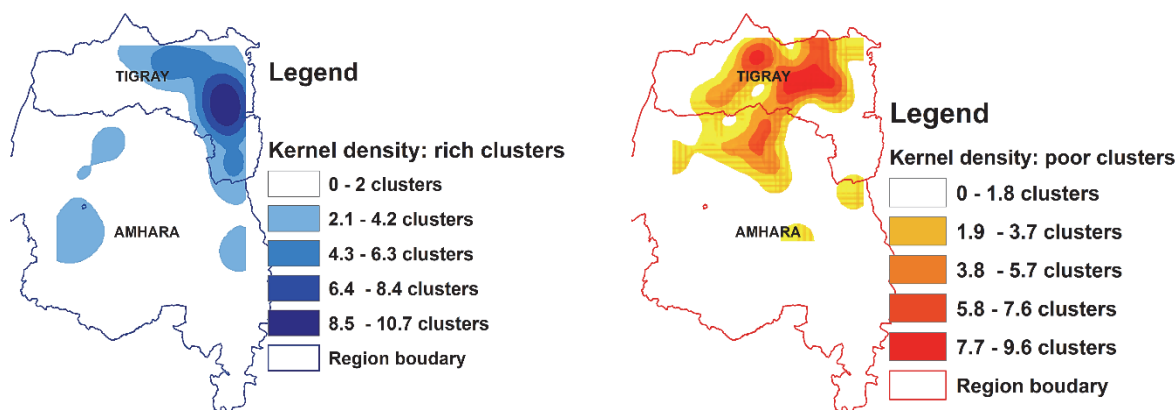 TIGRAY
AMHARA
Legend
Kernel density: rich clusters
0 - 2 clusters
2.1 - 4.2 clusters
4.3 - 6.3 clusters
6.4 - 8.4 clusters
8.5 - 10.7 clusters
Region boudary
TIGRAY
AMHARA
Legend
Kernel density: poor clusters
0 - 1.8 clusters
1.9 - 3.7 clusters
3.8 - 5.7 clusters
5.8 - 7.6 clusters
7.7 - 9.6 clusters
Region boudary